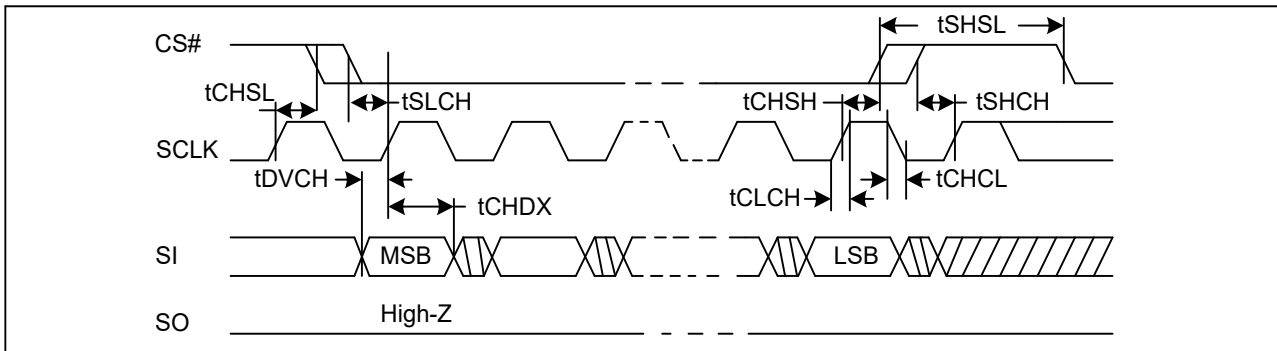 tSHSL
CS#
tCHSL
tSLCH
tCHSH
tSHCH
SCLK
tDVCH
tCHDX
tCLCH
tCHCL
SI
MSB
LSB
SO
High-Z